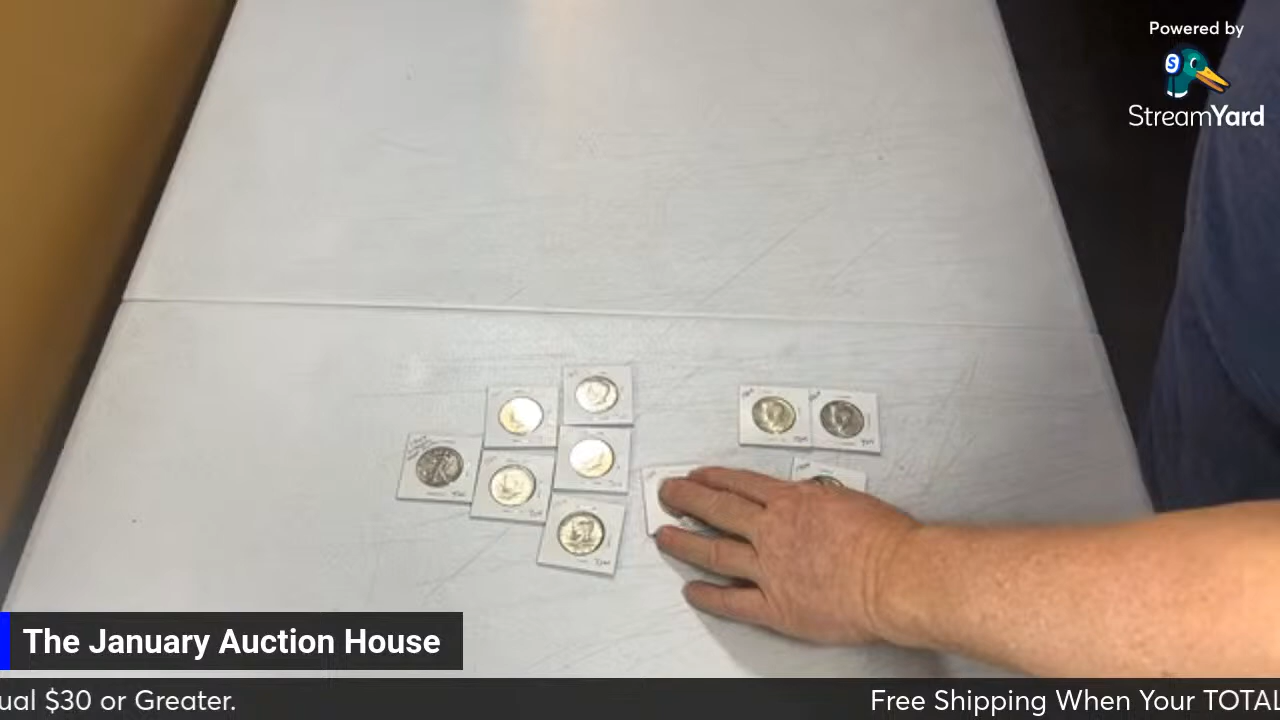 Powered by
S
StreamYard
The January Auction House
ual $30 or Greater.
Free Shipping When Your TOTAL